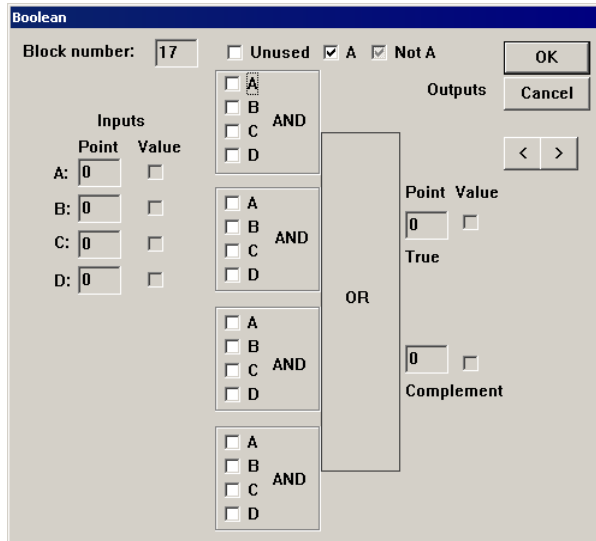 Boolean
Block number: 17 Unused A Not A OK
Outputs Cancel
< >
Inputs
Point Value
A: 0
B: 0
C: 0
D: 0
A
B
C
D
AND
A
B
C
D
AND
A
B
C
D
AND
A
B
C
D
AND
OR
Point Value
0
True
0
Complement